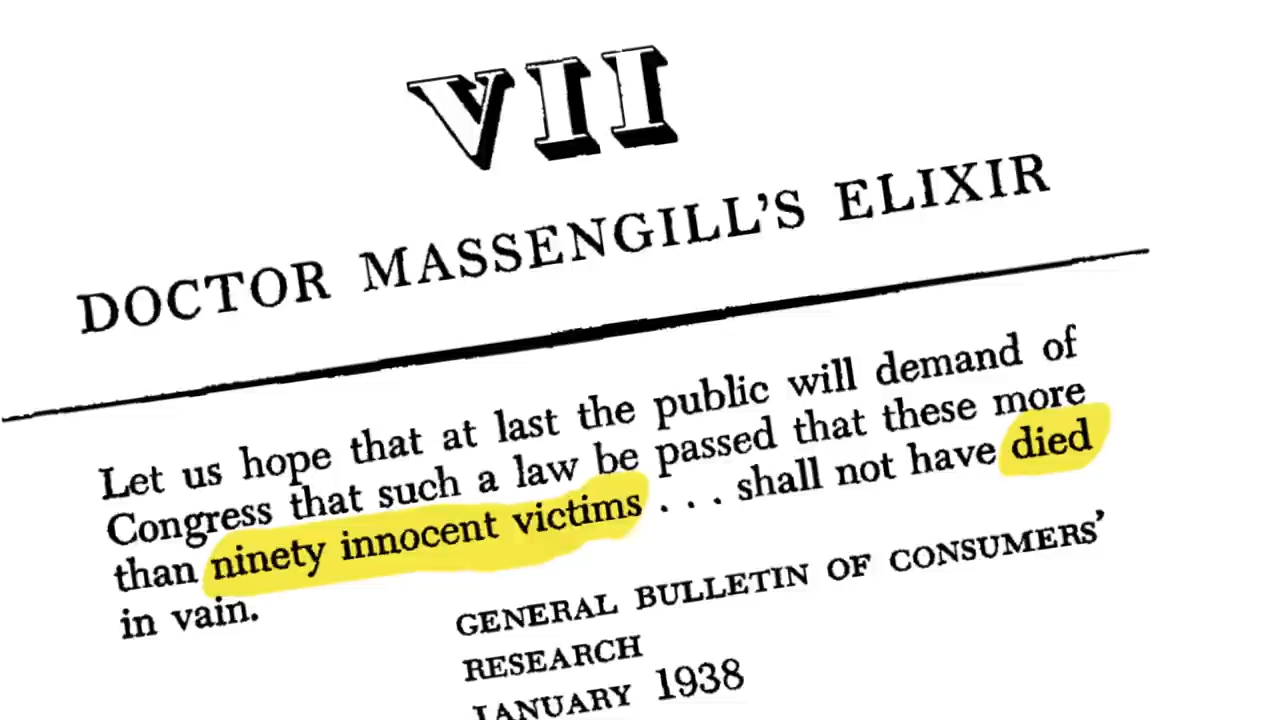 VII
DOCTOR MASSENGILL'S ELIXIR
Let us hope that at last the public will demand of
Congress that such a law be passed that these more
than ninety innocent victims . . . shall not have died
in vain.
GENERAL BULLETIN OF CONSUMERS'
RESEARCH
JANUARY 1938